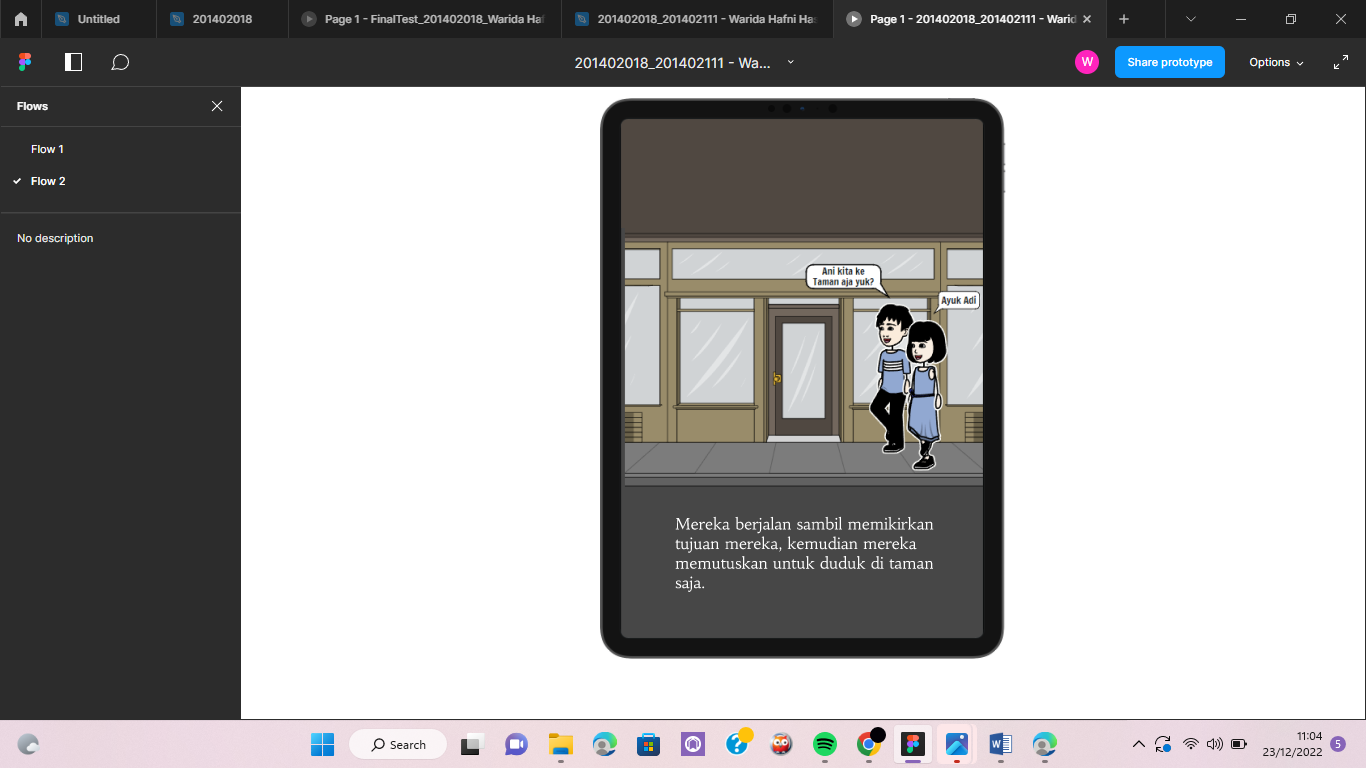 Untitled
201402018
Page 1 - FinalTest_201402018_Warida Haf
201402018_201402111 - Warida Hafni Has
Page 1 - 201402018_201402111 - Warid
201402018_201402111 - Wa...
W
Share prototype
Options
Flows
Flow 1
Flow 2
No description
Ani kita ke
Taman aja yuk?
Ayuk Adi
Mereka berjalan sambil memikirkan
tujuan mereka, kemudian mereka
memutuskan untuk duduk di taman
saja.
Search
11:04
23/12/2022
5